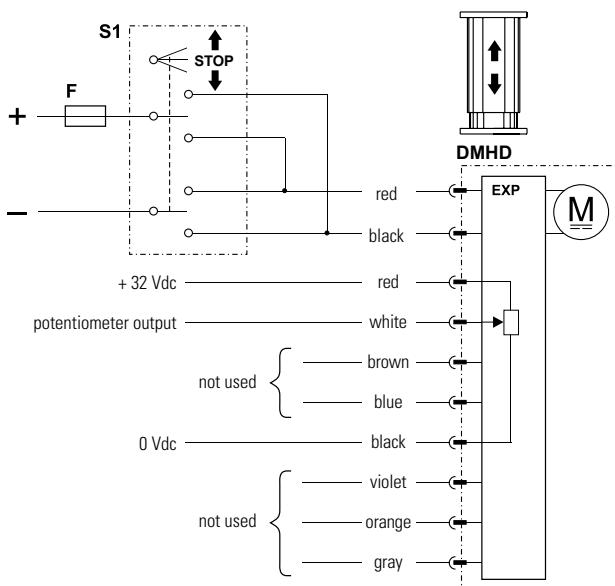 S1
STOP
F
+
−
DMHD
EXP
M
red
black
+ 32 Vdc
red
potentiometer output
white
not used
brown
blue
0 Vdc
black
not used
violet
orange
gray